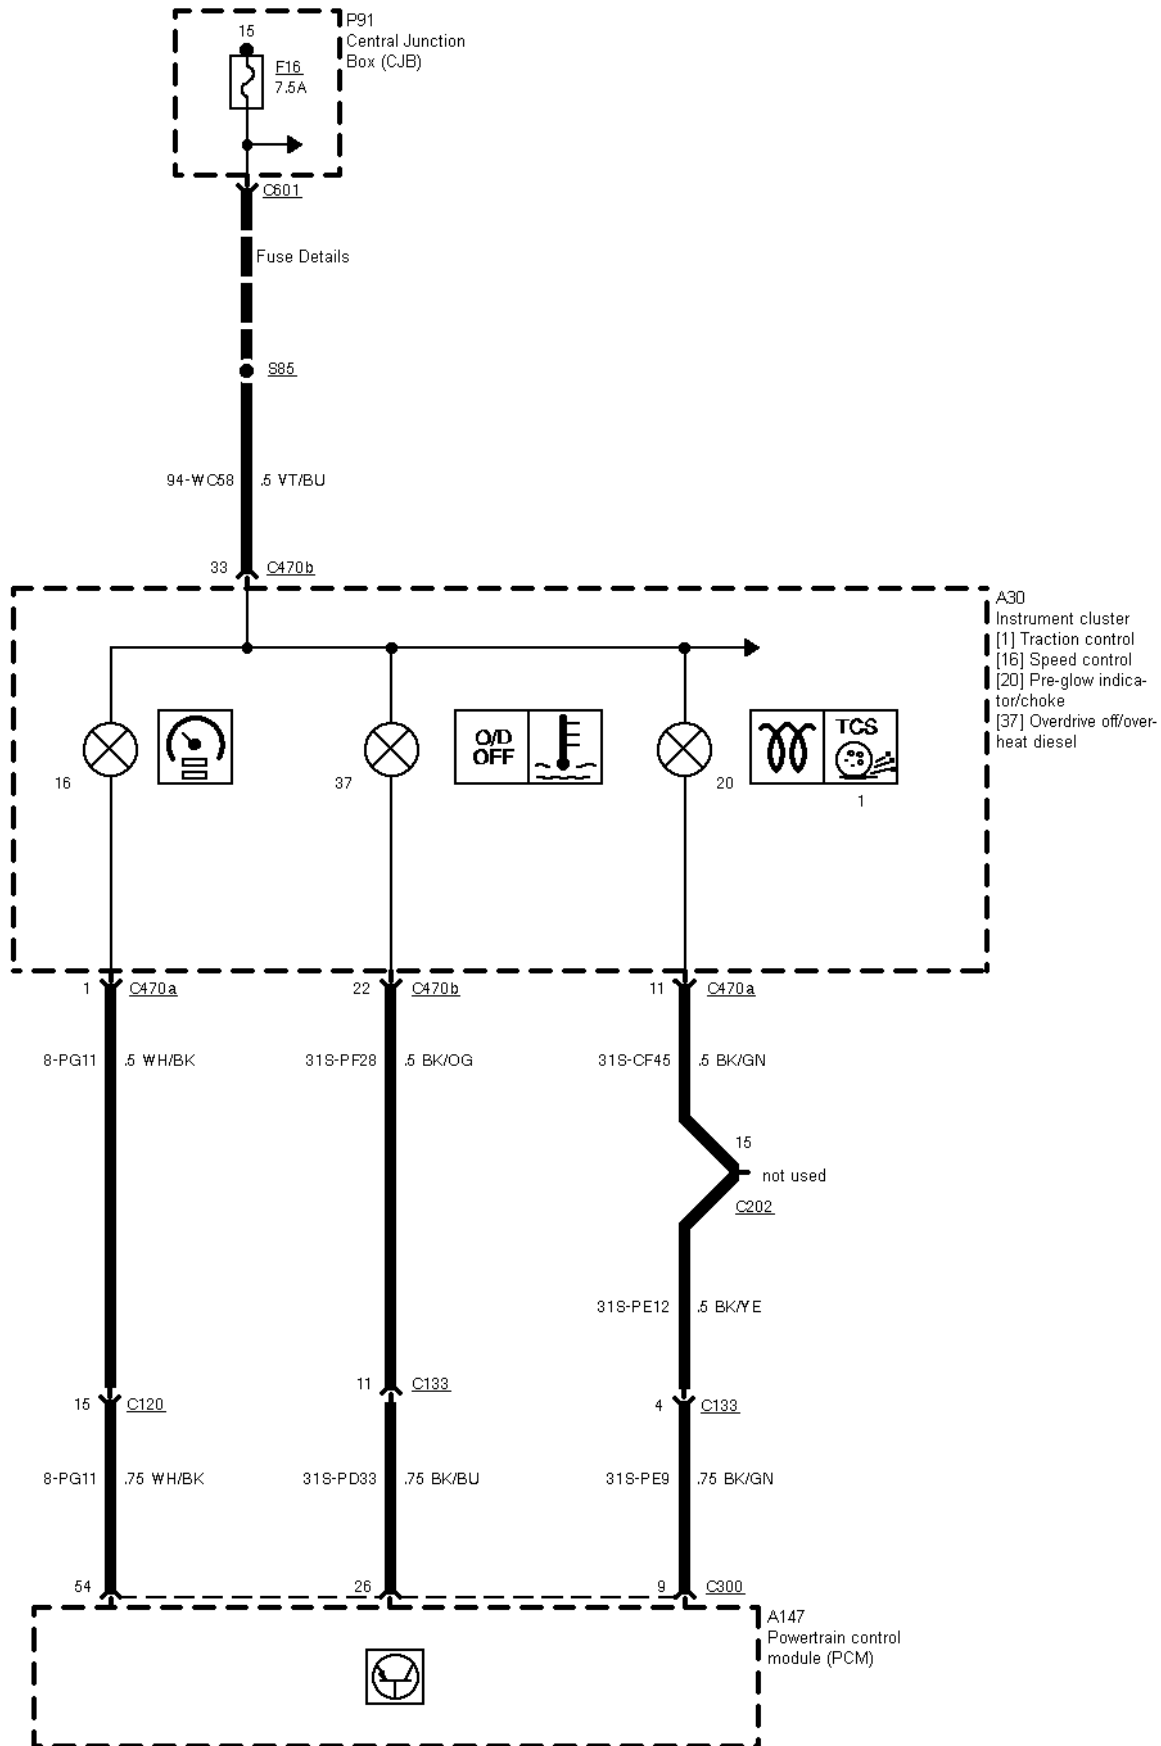 P91
Central Junction
Box (CJB)
15
F16
7.5A
C601
Fuse Details
S85
94-WC58 .5 VT/BU
33 C470b
A30
Instrument cluster
[1] Traction control
[16] Speed control
[20] Pre-glow indica-
tor/choke
[37] Overdrive off/over-
heat diesel
O/D
OFF
TCS
16
37
20
1
1 C470a
22 C470b
11 C470a
8-PG11 .5 WH/BK
31S-PF28 .5 BK/OG
31S-CF45 .5 BK/GN
15
not used
C202
31S-PE12 .5 BK/YE
15 C120
11 C133
4 C133
8-PG11 .75 WH/BK
31S-PD33 .75 BK/BU
31S-PE9 .75 BK/GN
54
26
9 C300
A147
Powertrain control
module (PCM)